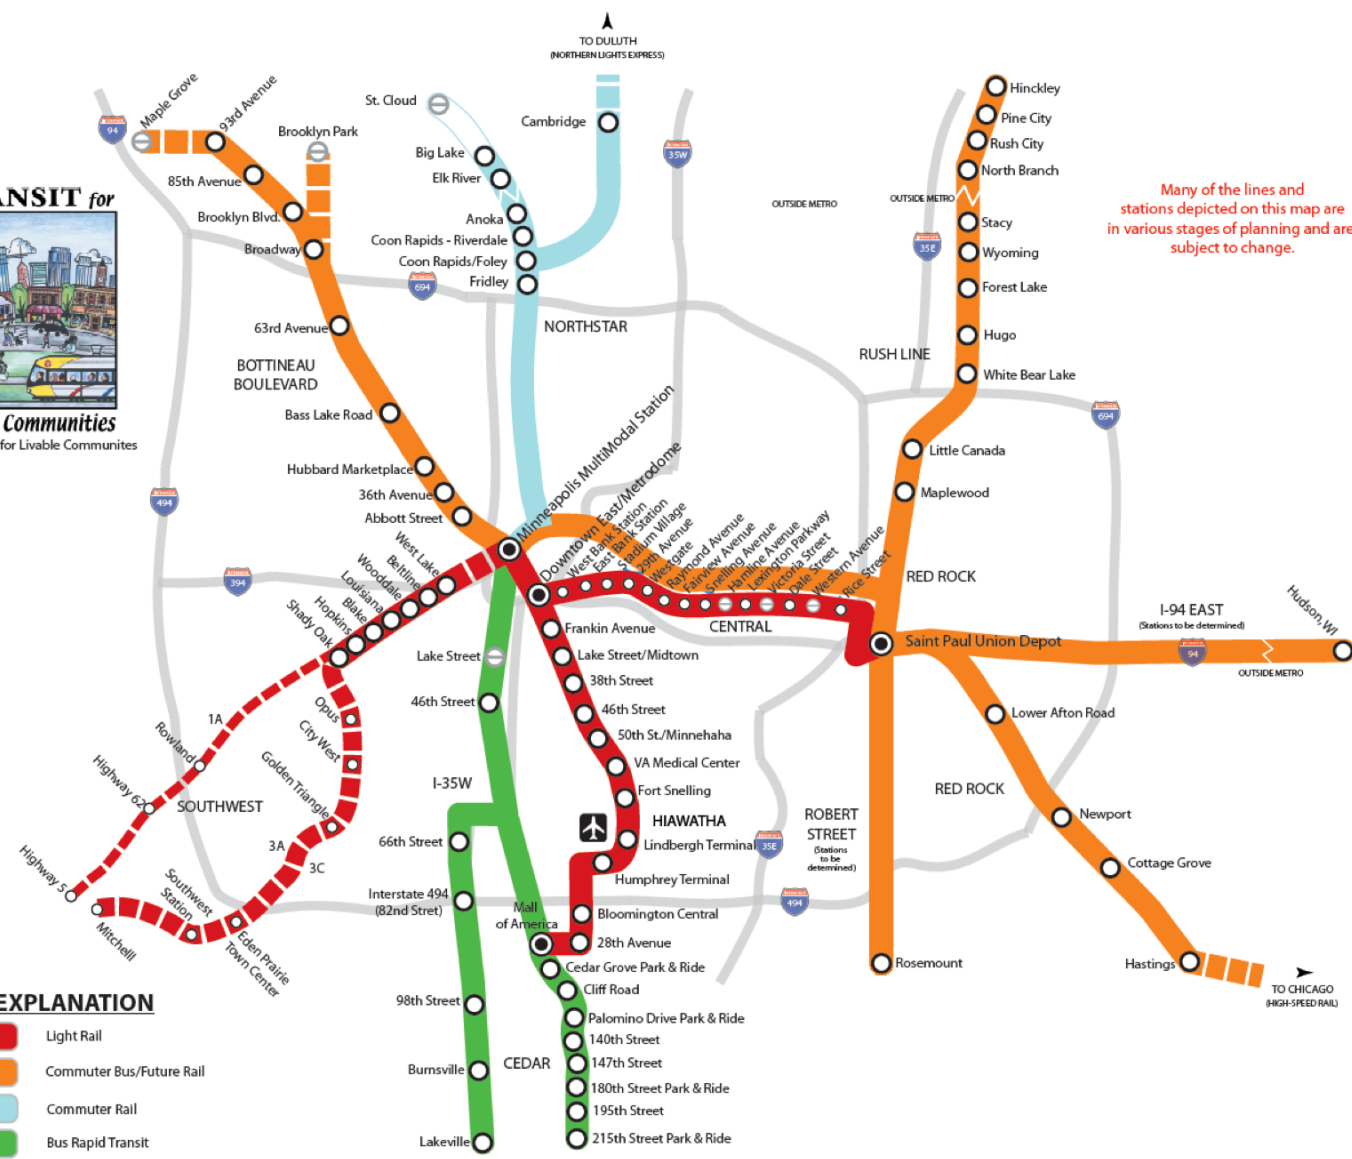 TO DULUTH
(NORTHERN LIGHTS EXPRESS)
Maple Grove
93rd Avenue
94
Brooklyn Park
St. Cloud
Cambridge
Hinckley
Pine City
Rush City
North Branch
35W
Big Lake
Elk River
85th Avenue
Brooklyn Blvd.
Broadway
Anoka
Coon Rapids - Riverdale
Coon Rapids/Foley
Fridley
OUTSIDE METRO
OUTSIDE METRO
Many of the lines and
stations depicted on this map are
in various stages of planning and are
subject to change.
ANSIT for
Communities
for Livable Communites
Stacy
Wyoming
35E
Forest Lake
Hugo
White Bear Lake
694
63rd Avenue
NORTHSTAR
RUSH LINE
BOTTINEAU
BOULEVARD
Bass Lake Road
694
Little Canada
Maplewood
Hubbard Marketplace
36th Avenue
Abbott Street
494
Minneapolis MultiModal Station
Downtown East/Metrodome
West Bank Station
East Bank Station
Stadium Village
29th Avenue
Westgate
Raymond Avenue
Fairview Avenue
Snelling Avenue
Hamline Avenue
Lexington Parkway
Victoria Street
Dale Street
Western Avenue
Rice Street
West Lake
Beltline
Wooddale
Louisiana
Blake
Hopkins
Shady Oak
394
RED ROCK
CENTRAL
Saint Paul Union Depot
I-94 EAST
(Stations to be determined)
94
Hudson, WI
OUTSIDE METRO
Frankin Avenue
Lake Street/Midtown
38th Street
46th Street
50th St./Minnehaha
VA Medical Center
Fort Snelling
HIAWATHA
Lindbergh Terminal
Humphrey Terminal
Bloomington Central
28th Avenue
Lake Street
46th Street
I-35W
66th Street
Interstate 494
(82nd Stret)
98th Street
Burnsville
Lakeville
Mall
of America
Cedar Grove Park & Ride
Cliff Road
Palomino Drive Park & Ride
140th Street
147th Street
180th Street Park & Ride
195th Street
215th Street Park & Ride
CEDAR
Opus
City West
Golden Triangle
1A
Rowland
Highway 62
SOUTHWEST
3A
3C
Highway 5
Mitchell
Southwest
Station
Eden Prairie
Town Center
35E
494
ROBERT
STREET
(Stations
to be
determined)
Rosemount
RED ROCK
Lower Afton Road
Newport
Cottage Grove
Hastings
TO CHICAGO
(HIGH-SPEED RAIL)
EXPLANATION
Light Rail
Commuter Bus/Future Rail
Commuter Rail
Bus Rapid Transit